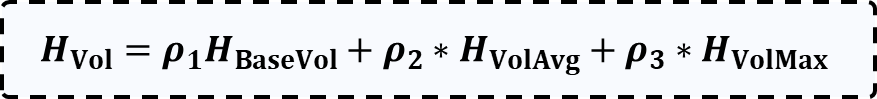 H_Vol = ρ_1 H_BaseVol + ρ_2 * H_VolAvg + ρ_3 * H_VolMax